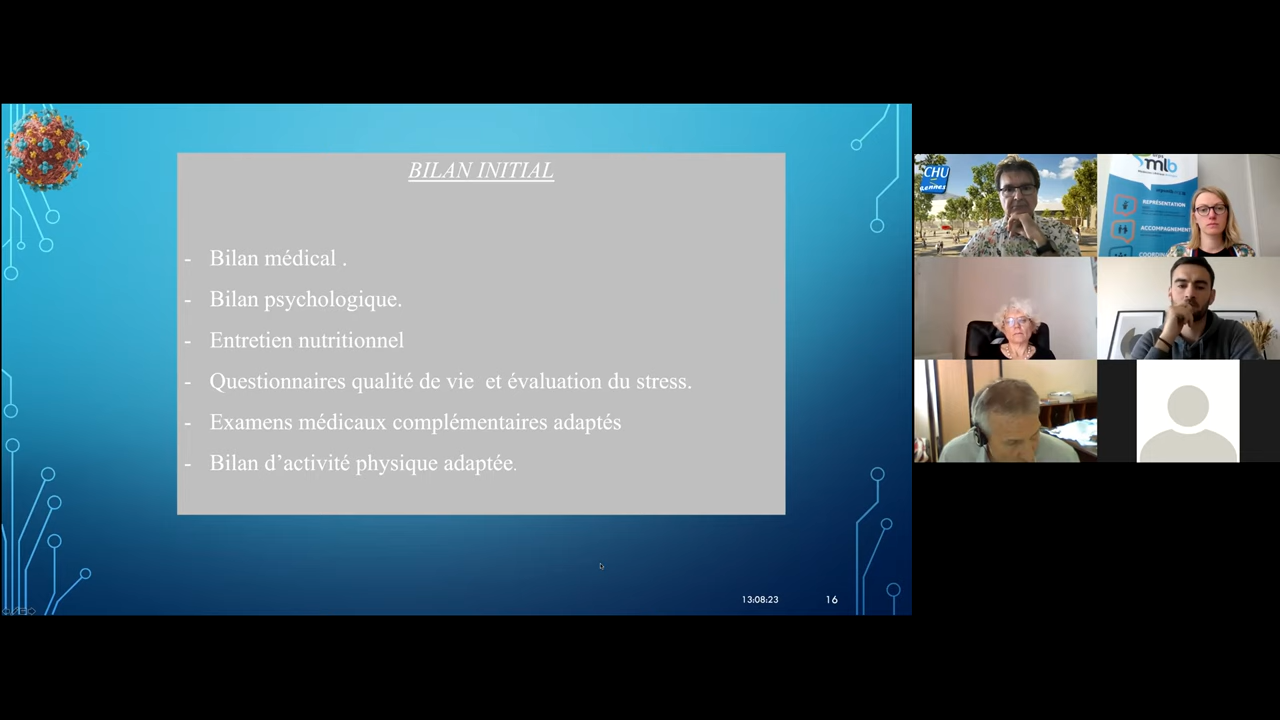 BILAN INITIAL
- Bilan médical .
- Bilan psychologique.
- Entretien nutritionnel
- Questionnaires qualité de vie et évaluation du stress.
- Examens médicaux complémentaires adaptés
- Bilan d’activité physique adaptée.
13:08:23
16
CHU
Rennes
mlb
REPRÉSENTATION
ACCOMPAGNEMENT